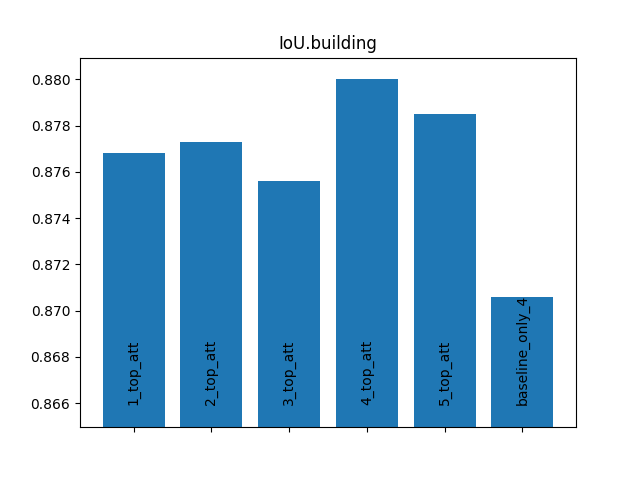 IoU.building
0.880
0.878
0.876
0.874
0.872
0.870
0.868
0.866
1_top_att
2_top_att
3_top_att
4_top_att
5_top_att
baseline_only_4